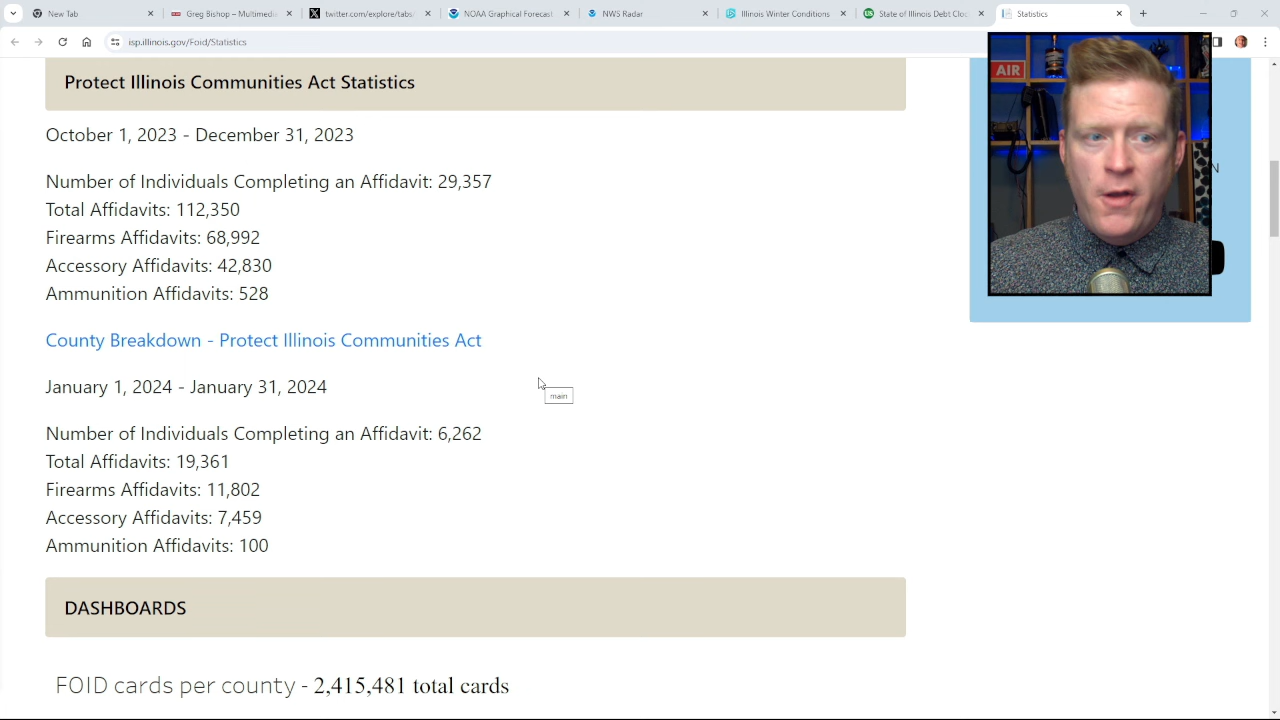 New Tab
Greg Bishop - Multimedi
x.com/explore/tabs
NOAA Graphical Forecast
NWS Radar
Current Conditions
State of Illinois Debt Cloc
Statistics
isp.illinois.gov/Foid/Statistics
AIR
Protect Illinois Communities Act Statistics
October 1, 2023 - December 31, 2023
Number of Individuals Completing an Affidavit: 29,357
Total Affidavits: 112,350
Firearms Affidavits: 68,992
Accessory Affidavits: 42,830
Ammunition Affidavits: 528
County Breakdown - Protect Illinois Communities Act
main
January 1, 2024 - January 31, 2024
Number of Individuals Completing an Affidavit: 6,262
Total Affidavits: 19,361
Firearms Affidavits: 11,802
Accessory Affidavits: 7,459
Ammunition Affidavits: 100
DASHBOARDS
FOID cards per county - 2,415,481 total cards